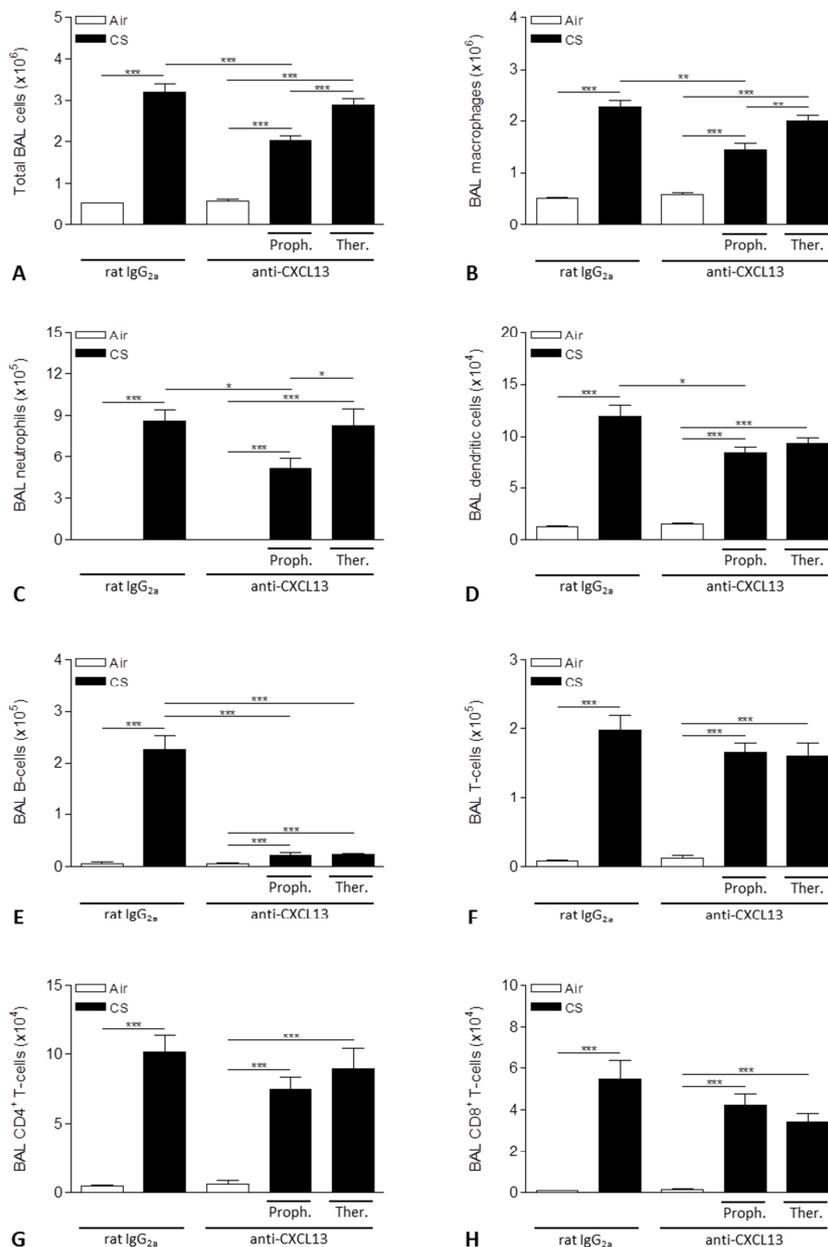 Air
CS
Total BAL cells (x10⁶)
5
4
3
2
1
0
***
***
***
***
***
Proph. Ther.
rat IgG₂ₐ anti-CXCL13
A
Air
CS
BAL macrophages (x10⁶)
4
3
2
1
0
***
**
***
**
***
Proph. Ther.
rat IgG₂ₐ anti-CXCL13
B
Air
CS
BAL neutrophils (x10⁵)
15
12
9
6
3
0
***
*
*
***
***
Proph. Ther.
rat IgG₂ₐ anti-CXCL13
C
Air
CS
BAL dendritic cells (x10⁴)
20
15
10
5
0
***
*
***
***
Proph. Ther.
rat IgG₂ₐ anti-CXCL13
D
Air
CS
BAL B-cells (x10⁵)
4
3
2
1
0
***
***
***
***
***
Proph. Ther.
rat IgG₂ₐ anti-CXCL13
E
Air
CS
BAL T-cells (x10⁵)
3
2
1
0
***
***
***
Proph. Ther.
rat IgG₂ₐ anti-CXCL13
F
Air
CS
BAL CD4⁺ T-cells (x10⁴)
15
10
5
0
***
***
***
Proph. Ther.
rat IgG₂ₐ anti-CXCL13
G
Air
CS
BAL CD8⁺ T-cells (x10⁴)
10
8
6
4
2
0
***
***
***
Proph. Ther.
rat IgG₂ₐ anti-CXCL13
H